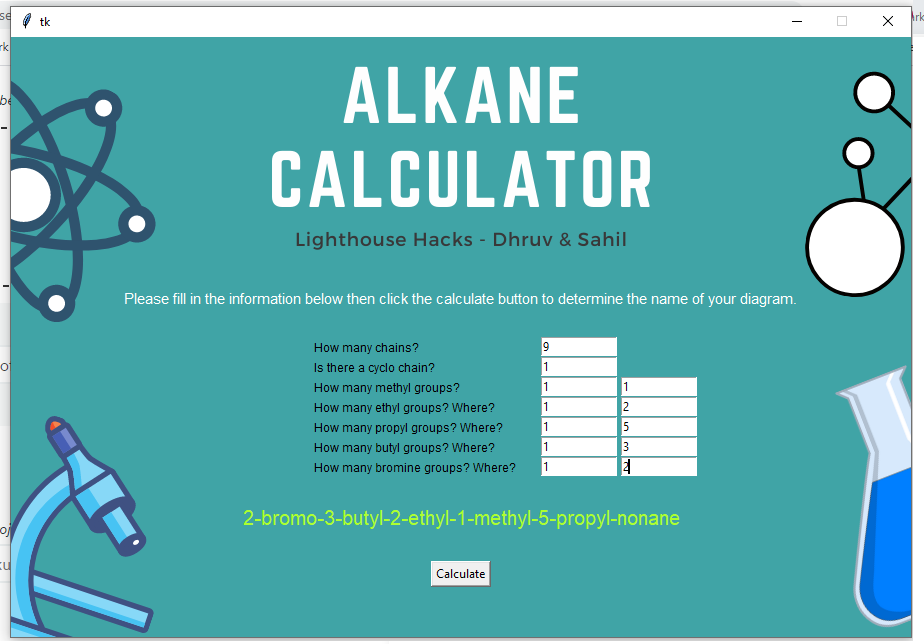 tk
ALKANE
CALCULATOR
Lighthouse Hacks - Dhruv & Sahil
Please fill in the information below then click the calculate button to determine the name of your diagram.
How many chains? 9
Is there a cyclo chain? 1
How many methyl groups? 1 1
How many ethyl groups? Where? 1 2
How many propyl groups? Where? 1 5
How many butyl groups? Where? 1 3
How many bromine groups? Where? 1 2
2-bromo-3-butyl-2-ethyl-1-methyl-5-propyl-nonane
Calculate